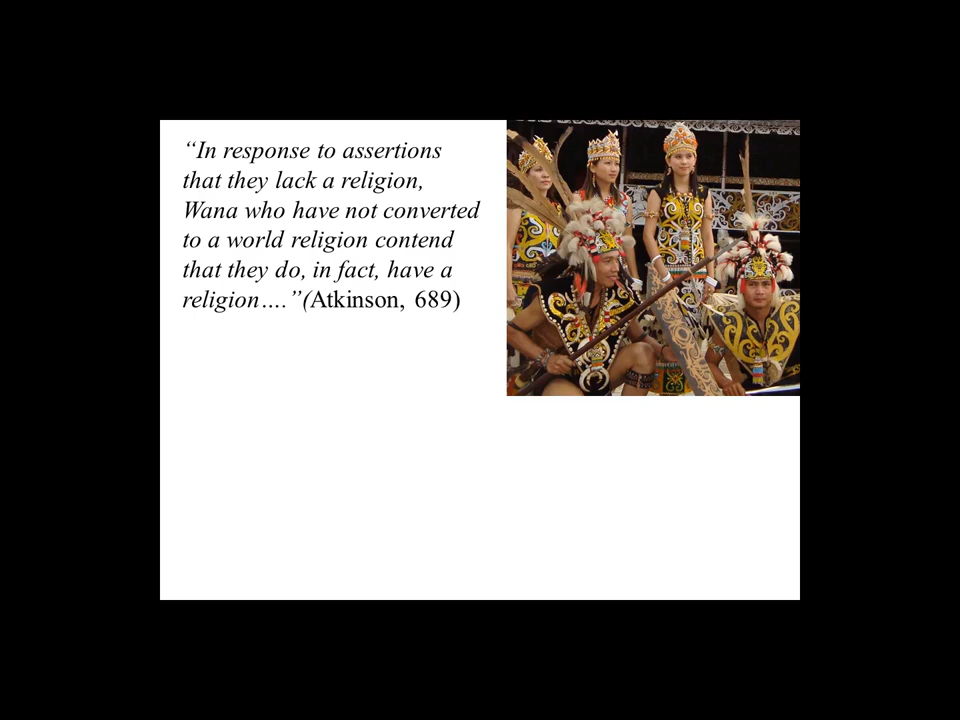 “In response to assertions
that they lack a religion,
Wana who have not converted
to a world religion contend
that they do, in fact, have a
religion….”(Atkinson, 689)